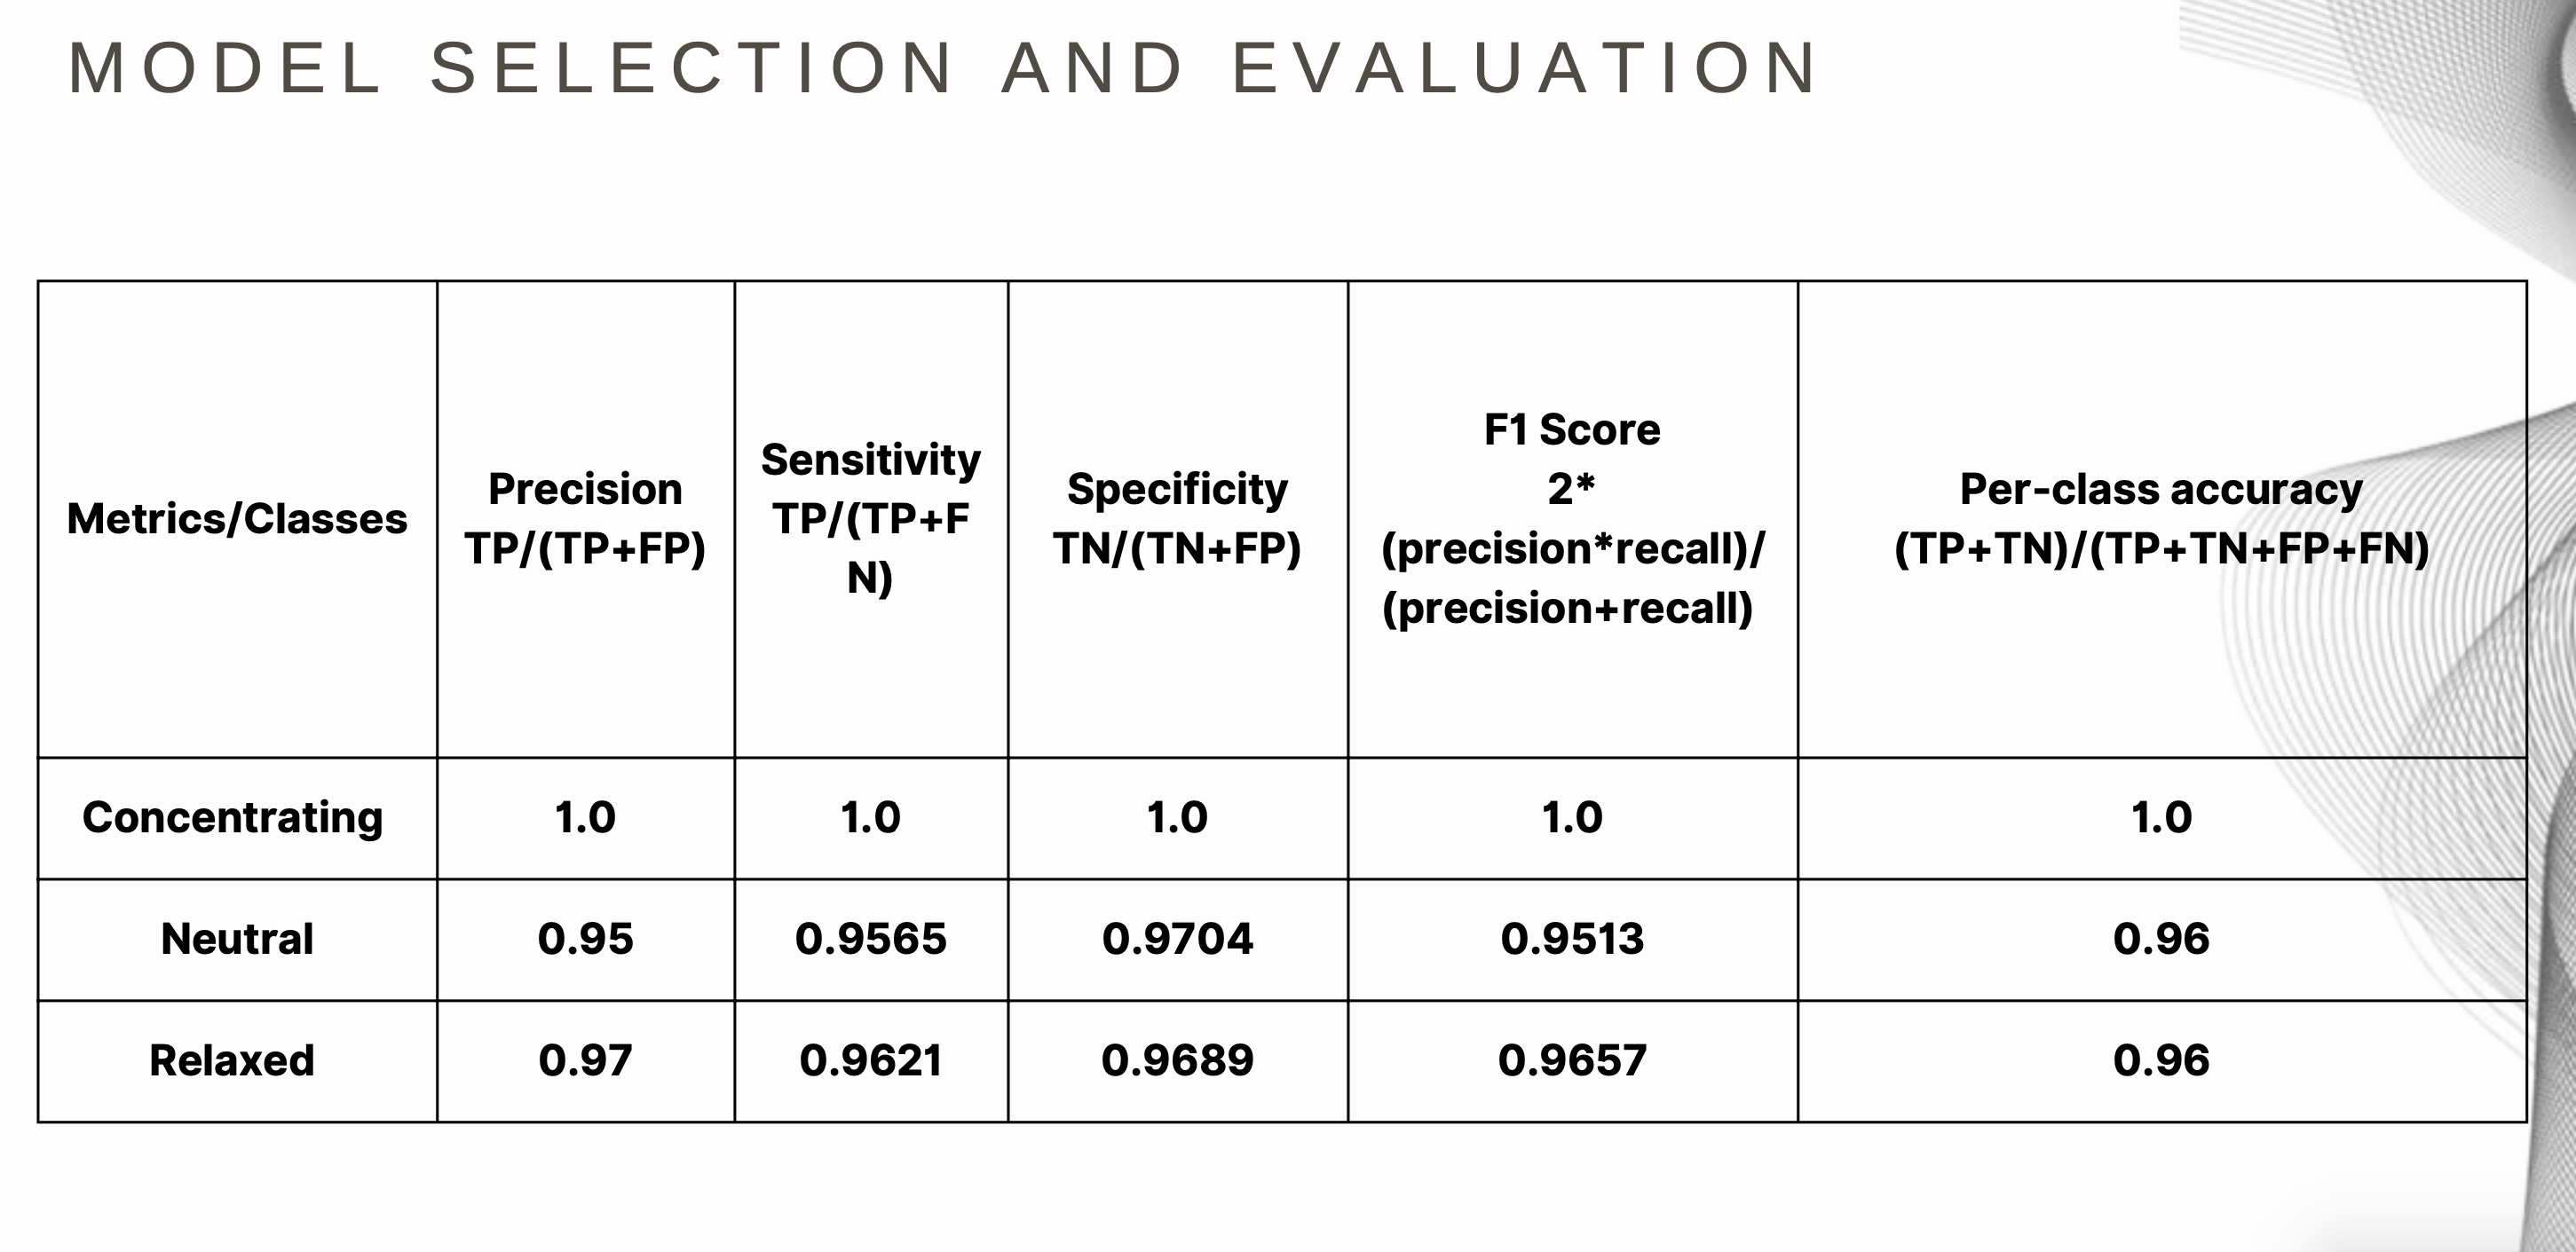 MODEL SELECTION AND EVALUATION
Metrics/Classes
Precision
TP/(TP+FP)
Sensitivity
TP/(TP+F
N)
Specificity
TN/(TN+FP)
F1 Score
2*
(precision*recall)/
(precision+recall)
Per-class accuracy
(TP+TN)/(TP+TN+FP+FN)
Concentrating 1.0 1.0 1.0 1.0 1.0
Neutral 0.95 0.9565 0.9704 0.9513 0.96
Relaxed 0.97 0.9621 0.9689 0.9657 0.96